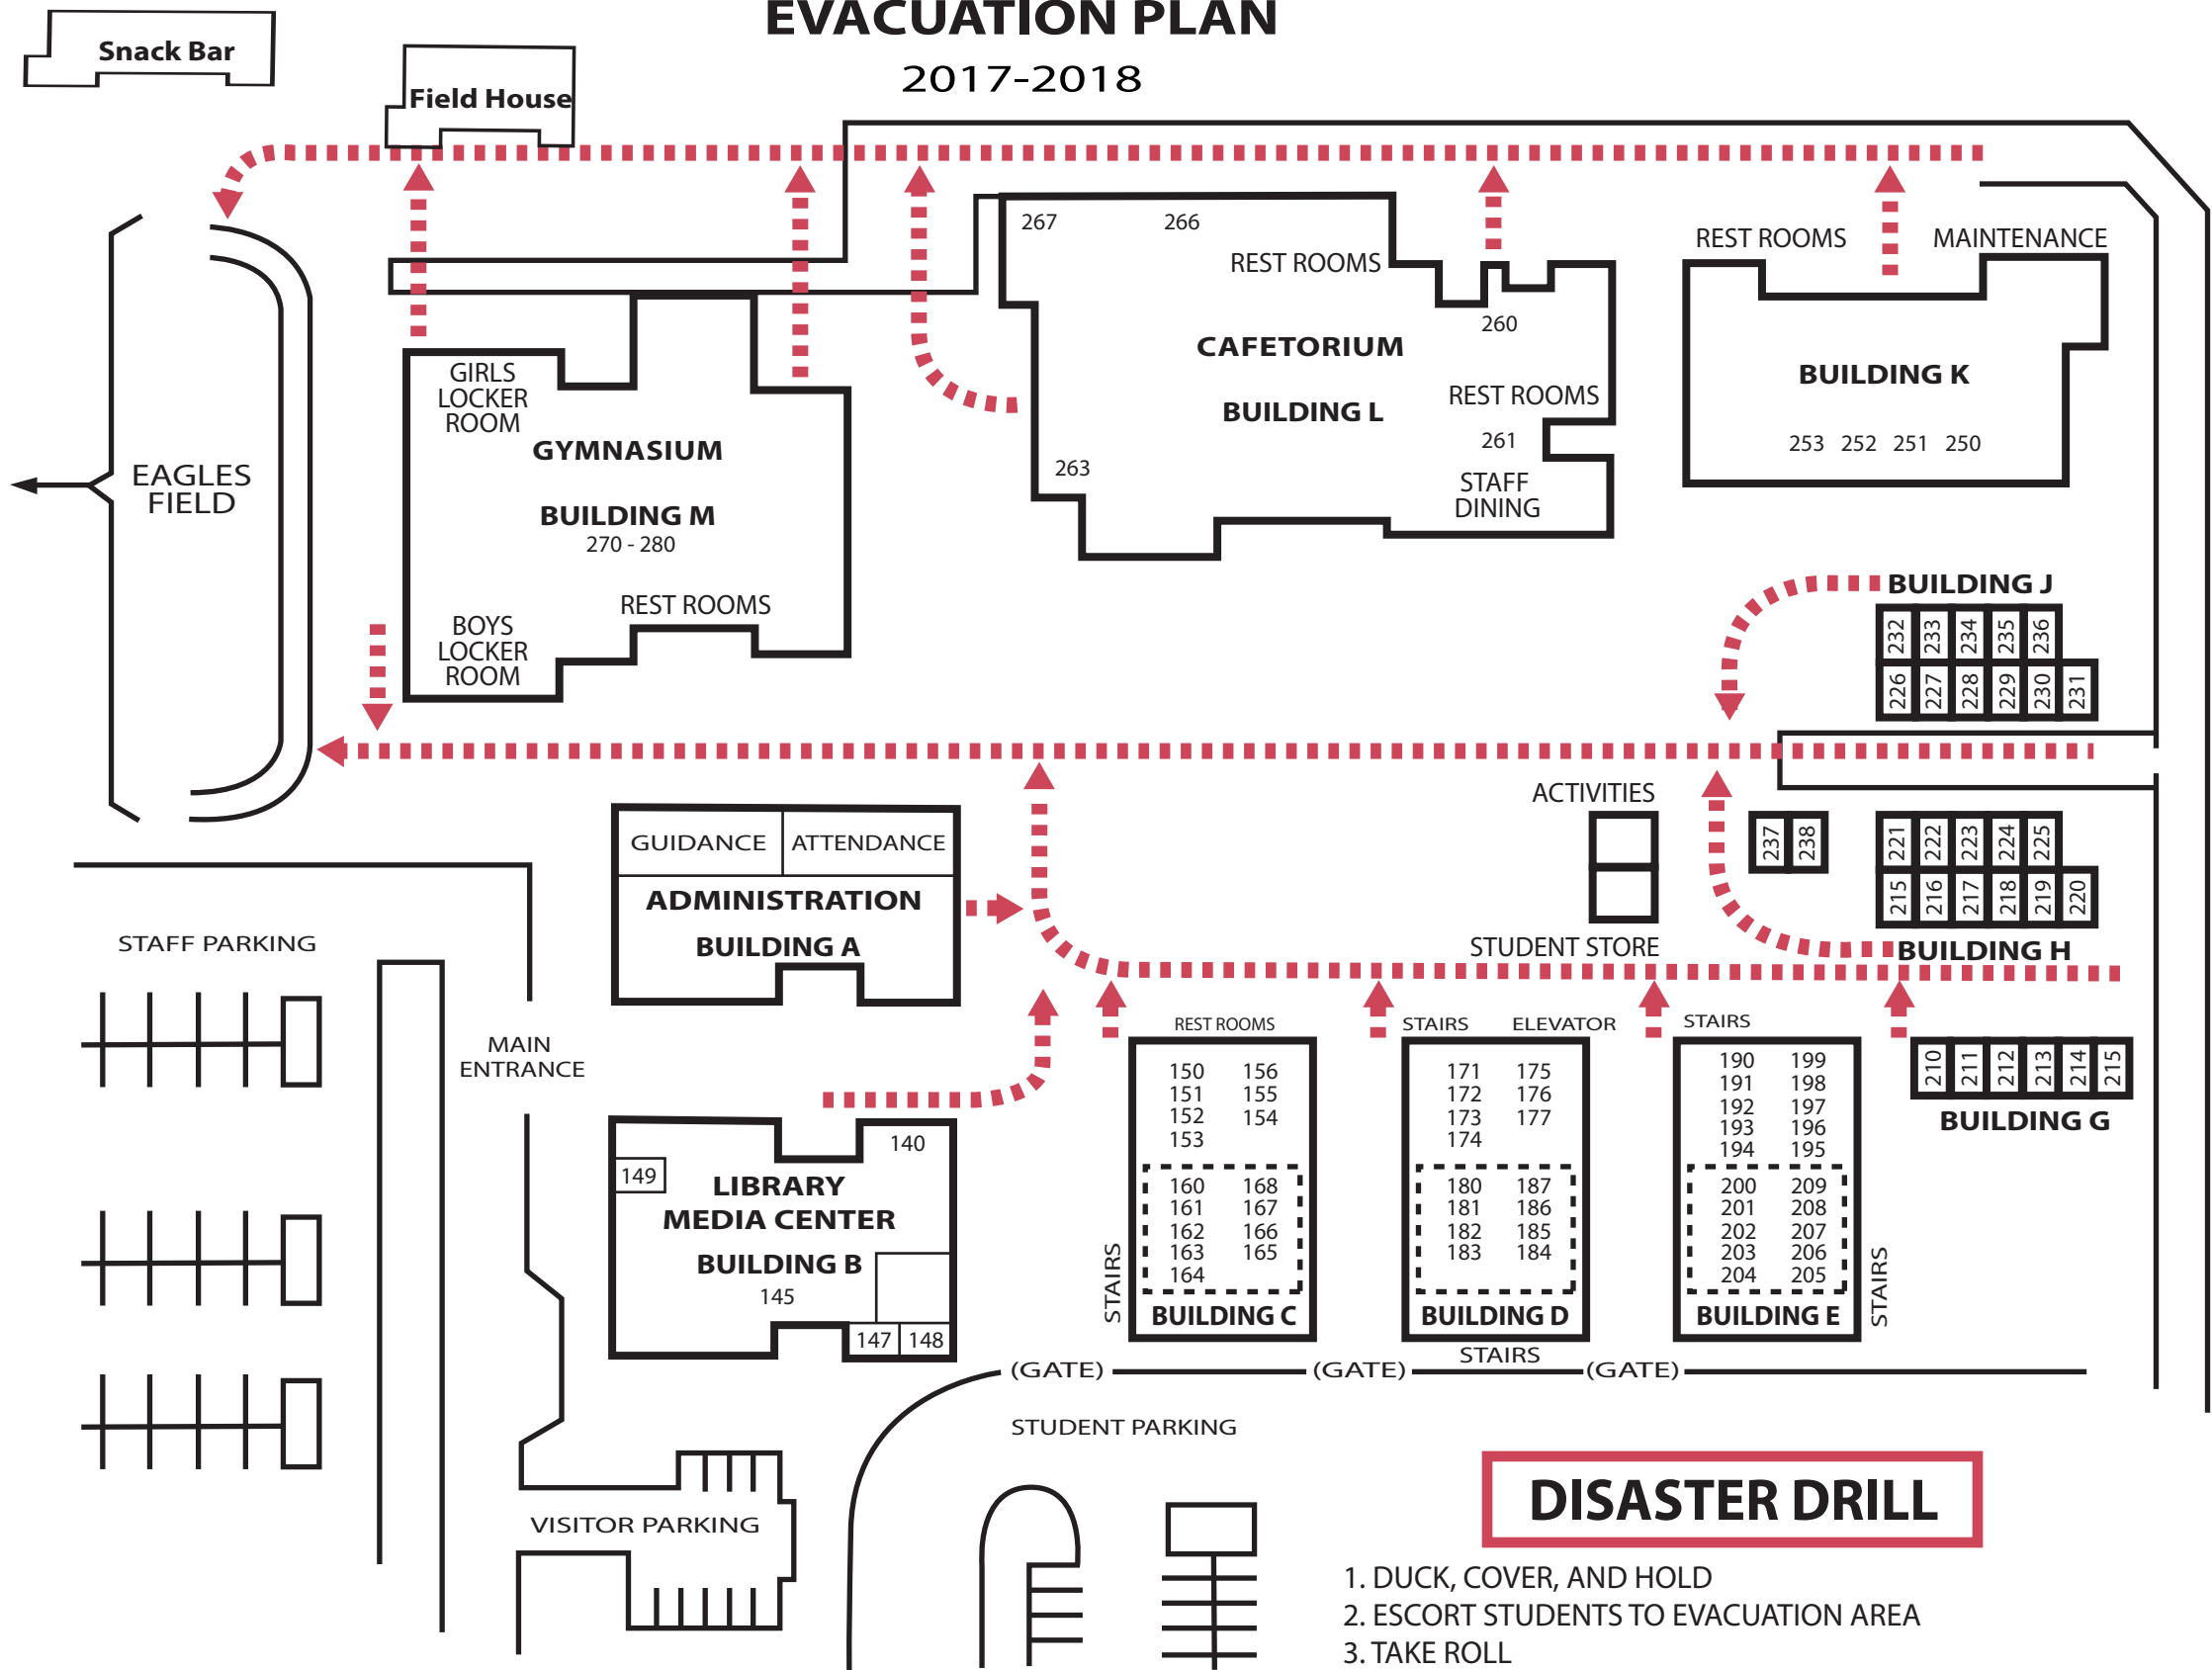 EVACUATION PLAN
2017-2018
Snack Bar
Field House
267
266
REST ROOMS
REST ROOMS
MAINTENANCE
260
CAFETORIUM
BUILDING L
REST ROOMS
261
263
STAFF
DINING
BUILDING K
253 252 251 250
GIRLS
LOCKER
ROOM
GYMNASIUM
BUILDING M
270 - 280
REST ROOMS
BOYS
LOCKER
ROOM
EAGLES
FIELD
BUILDING J
232 233 234 235 236
226 227 228 229 230 231
ACTIVITIES
STUDENT STORE
237 238
221 222 223 224 225
215 216 217 218 219 220
BUILDING H
GUIDANCE
ATTENDANCE
ADMINISTRATION
BUILDING A
STAFF PARKING
MAIN
ENTRANCE
REST ROOMS
150 156
151 155
152 154
153
160 168
161 167
162 166
163 165
164
BUILDING C
STAIRS
STAIRS
ELEVATOR
171 175
172 176
173 177
174
180 187
181 186
182 185
183 184
BUILDING D
STAIRS
STAIRS
190 199
191 198
192 197
193 196
194 195
200 209
201 208
202 207
203 206
204 205
BUILDING E
STAIRS
210 211 212 213 214 215
BUILDING G
140
149
LIBRARY
MEDIA CENTER
BUILDING B
145
147
148
(GATE)
(GATE)
(GATE)
STUDENT PARKING
VISITOR PARKING
DISASTER DRILL
1. DUCK, COVER, AND HOLD
2. ESCORT STUDENTS TO EVACUATION AREA
3. TAKE ROLL